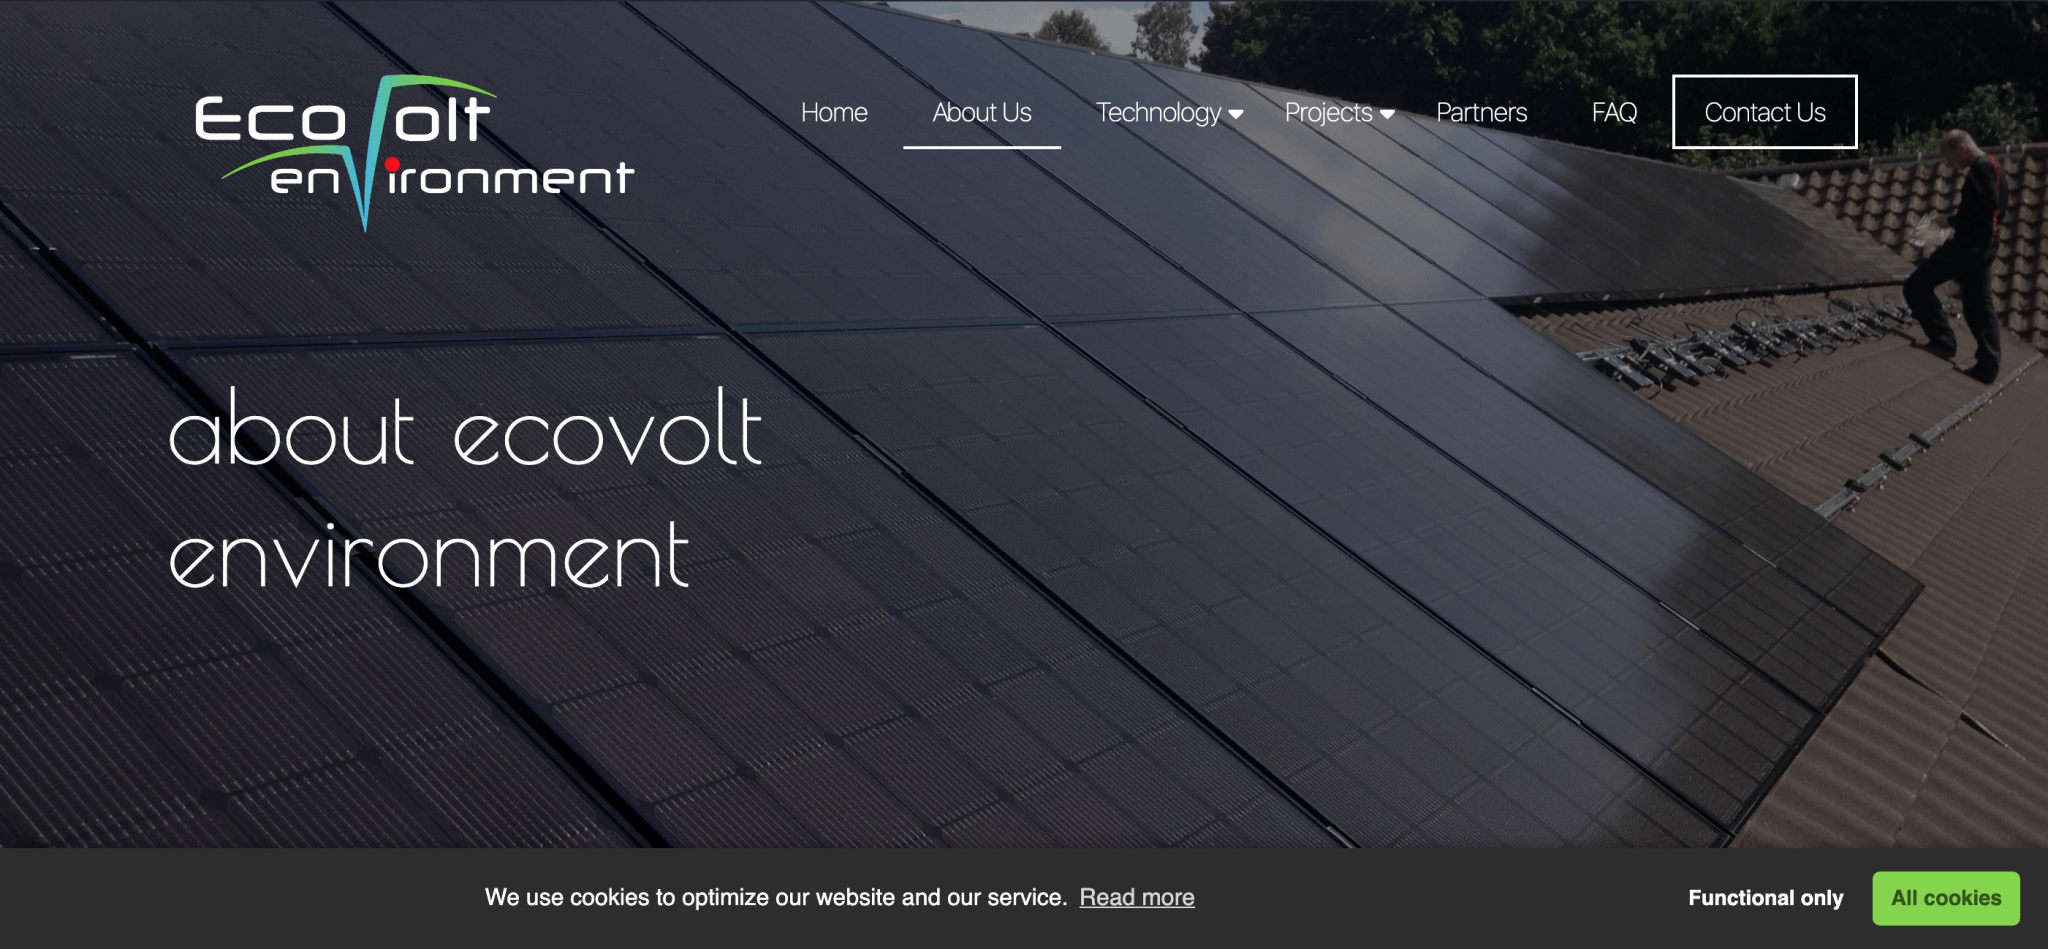 EcoVolt
environment
Home
About Us
Technology
Projects
Partners
FAQ
Contact Us
about ecovolt
environment
We use cookies to optimize our website and our service. Read more
Functional only
All cookies